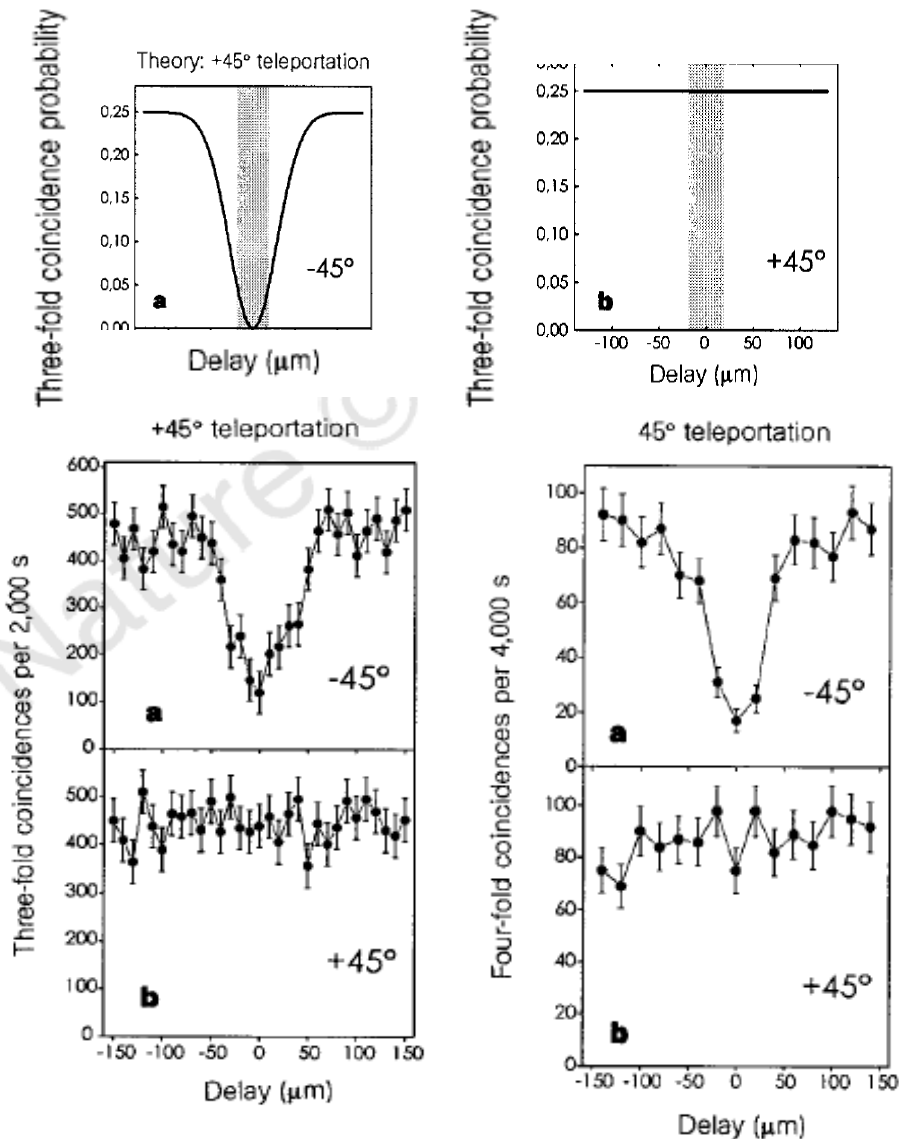 Theory: +45° teleportation
Three-fold coincidence probability
0,25
0,20
0,15
0,10
0,05
0,00
-45°
a
Delay (μm)
Three-fold coincidence probability
0,25
0,20
0,15
0,10
0,05
0,00
+45°
b
-100 -50 0 50 100
Delay (μm)
Nature ©
+45° teleportation
Three-fold coincidences per 2,000 s
600
500
400
300
200
100
0
-45°
a
500
400
300
200
100
0
+45°
b
-150 -100 -50 0 50 100 150
Delay (μm)
45° teleportation
Four-fold coincidences per 4,000 s
100
80
60
40
20
0
-45°
a
100
80
60
40
20
0
+45°
b
-150 -100 -50 0 50 100 150
Delay (μm)